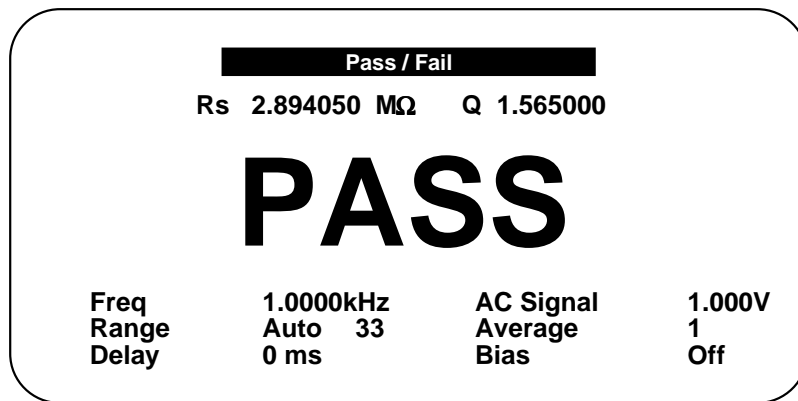 Pass / Fail
Rs 2.894050 MΩ Q 1.565000
PASS
Freq 1.0000kHz AC Signal 1.000V
Range Auto 33 Average 1
Delay 0 ms Bias Off